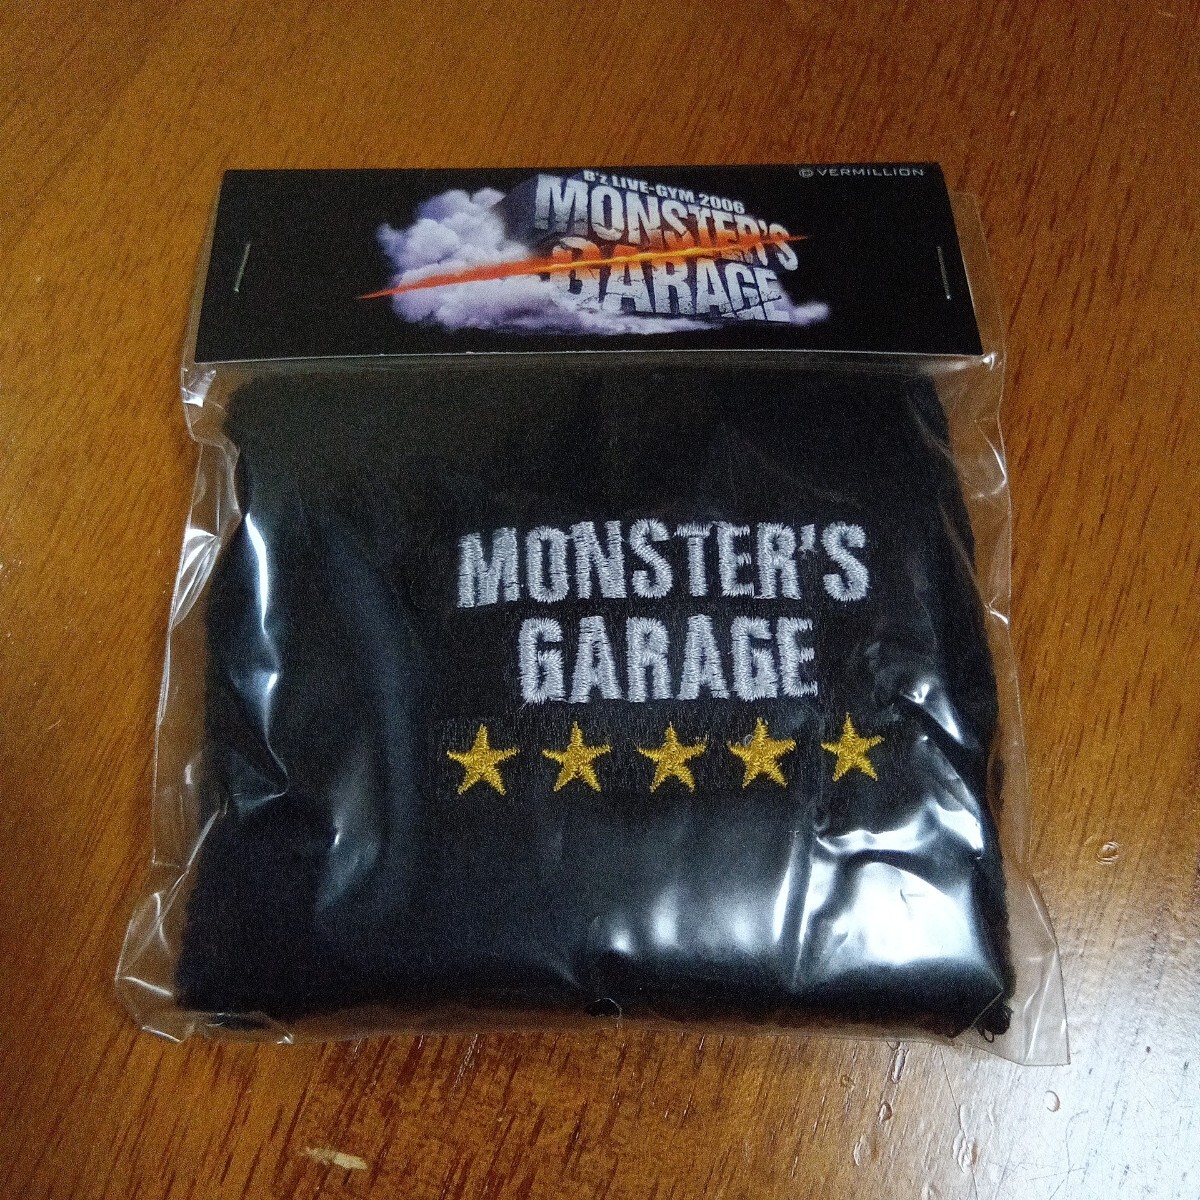 © VERMILLION
B'z LIVE-GYM 2006
MONSTER'S
GARAGE
MONSTER'S
GARAGE